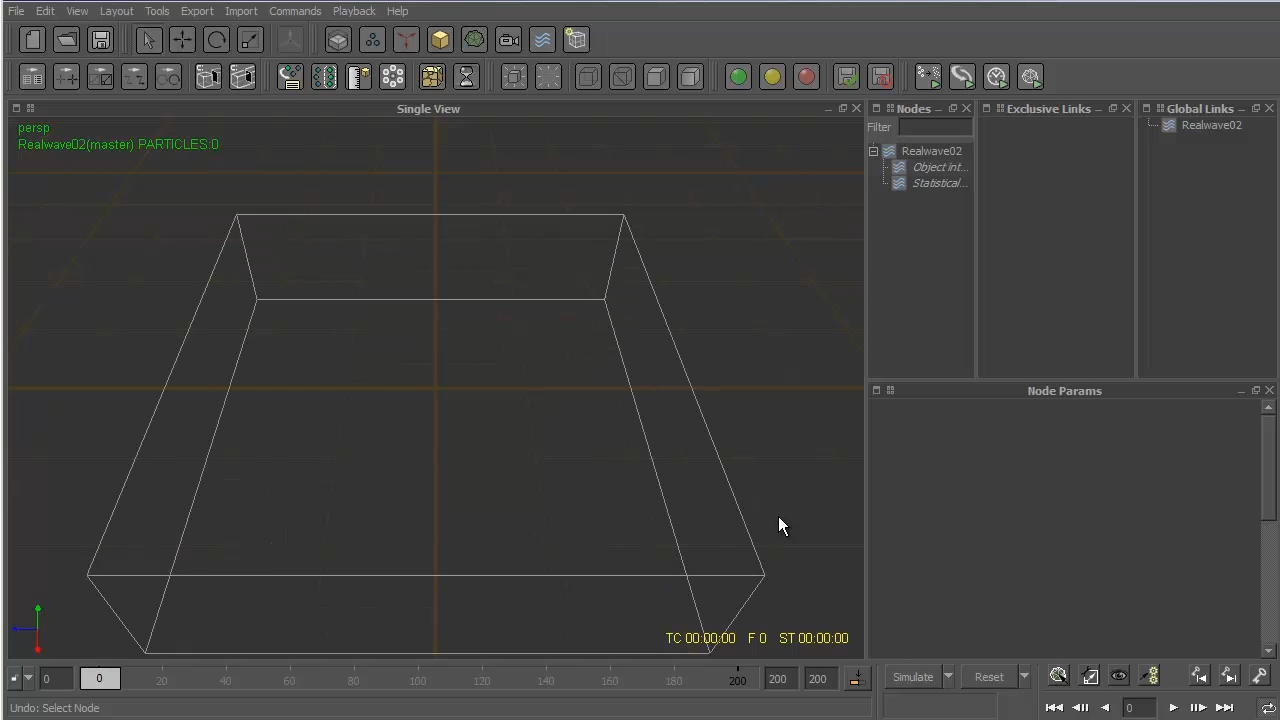 File Edit View Layout Tools Export Import Commands Playback Help
Single View
Nodes
Exclusive Links
Global Links
persp
Realwave02(master) PARTICLES:0
Filter
Realwave02
Object int...
Statistical...
Realwave02
Node Params
TC 00:00:00 F 0 ST 00:00:00
0 0 20 40 60 80 100 120 140 160 180 200 200 200
Simulate Reset
Undo: Select Node
0